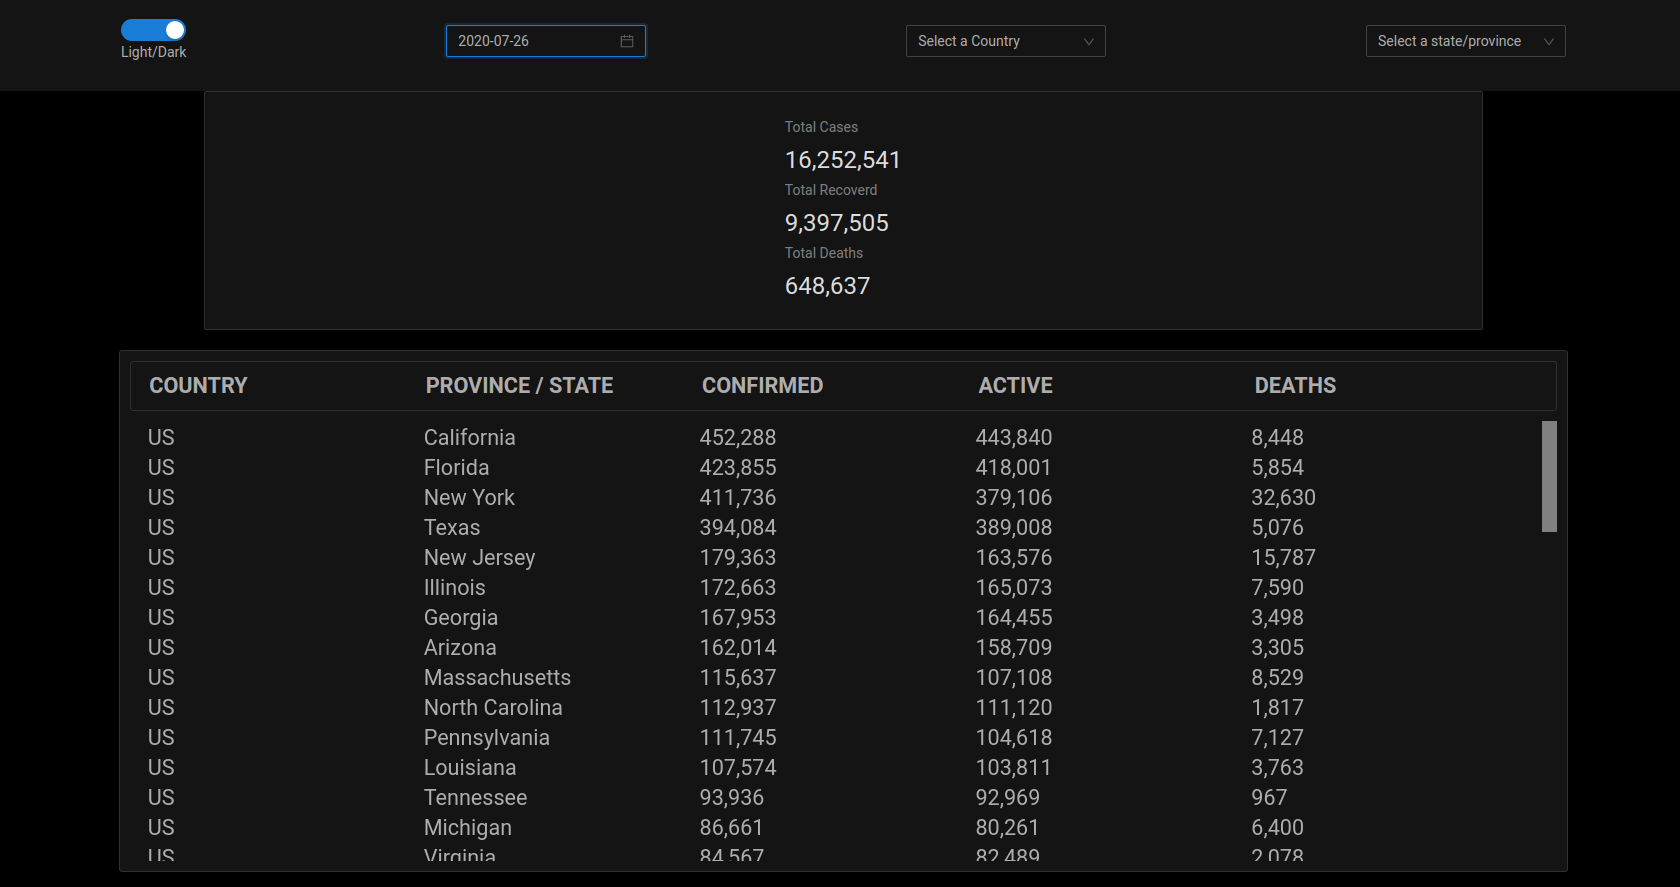 Light/Dark
2020-07-26
Select a Country
Select a state/province
Total Cases
16,252,541
Total Recoverd
9,397,505
Total Deaths
648,637
COUNTRY PROVINCE / STATE CONFIRMED ACTIVE DEATHS
US California 452,288 443,840 8,448
US Florida 423,855 418,001 5,854
US New York 411,736 379,106 32,630
US Texas 394,084 389,008 5,076
US New Jersey 179,363 163,576 15,787
US Illinois 172,663 165,073 7,590
US Georgia 167,953 164,455 3,498
US Arizona 162,014 158,709 3,305
US Massachusetts 115,637 107,108 8,529
US North Carolina 112,937 111,120 1,817
US Pennsylvania 111,745 104,618 7,127
US Louisiana 107,574 103,811 3,763
US Tennessee 93,936 92,969 967
US Michigan 86,661 80,261 6,400
US Virginia 84,567 82,489 2,078